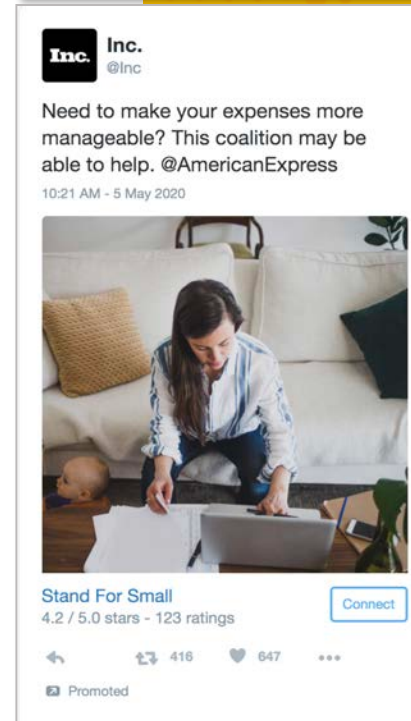 Inc.
Inc.
@Inc
Need to make your expenses more
manageable? This coalition may be
able to help. @AmericanExpress
10:21 AM - 5 May 2020
Stand For Small
4.2 / 5.0 stars - 123 ratings
Connect
416
647
Promoted